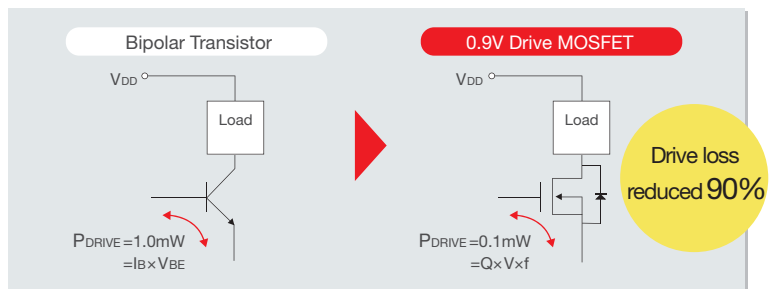 Bipolar Transistor
VDD
Load
PDRIVE=1.0mW
=IB×VBE
0.9V Drive MOSFET
VDD
Load
PDRIVE=0.1mW
=Q×V×f
Drive loss
reduced 90%